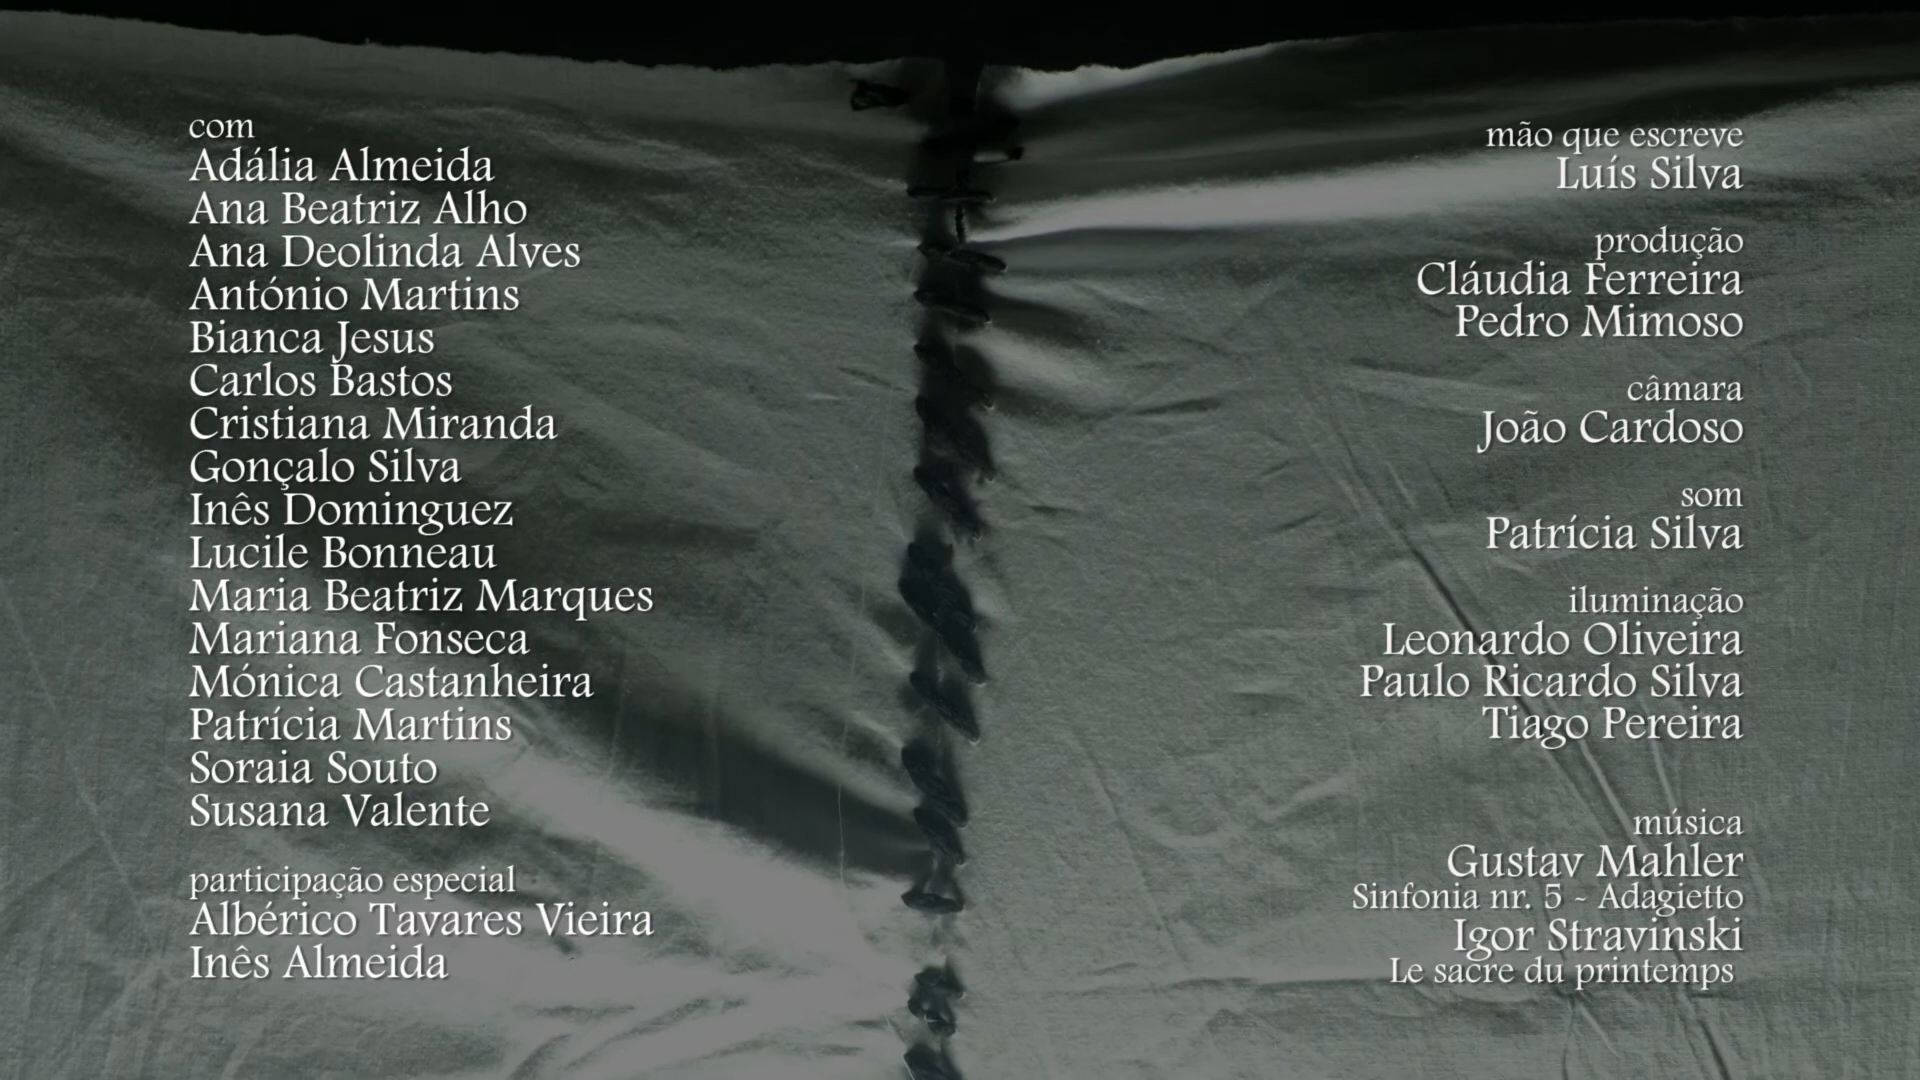 com
Adália Almeida
Ana Beatriz Alho
Ana Deolinda Alves
António Martins
Bianca Jesus
Carlos Bastos
Cristiana Miranda
Gonçalo Silva
Inês Dominguez
Lucile Bonneau
Maria Beatriz Marques
Mariana Fonseca
Mónica Castanheira
Patrícia Martins
Soraia Souto
Susana Valente
participação especial
Albérico Tavares Vieira
Inês Almeida
mão que escreve
Luís Silva
produção
Cláudia Ferreira
Pedro Mimoso
câmara
João Cardoso
som
Patrícia Silva
iluminação
Leonardo Oliveira
Paulo Ricardo Silva
Tiago Pereira
música
Gustav Mahler
Sinfonia nr. 5 - Adagietto
Igor Stravinski
Le sacre du printemps